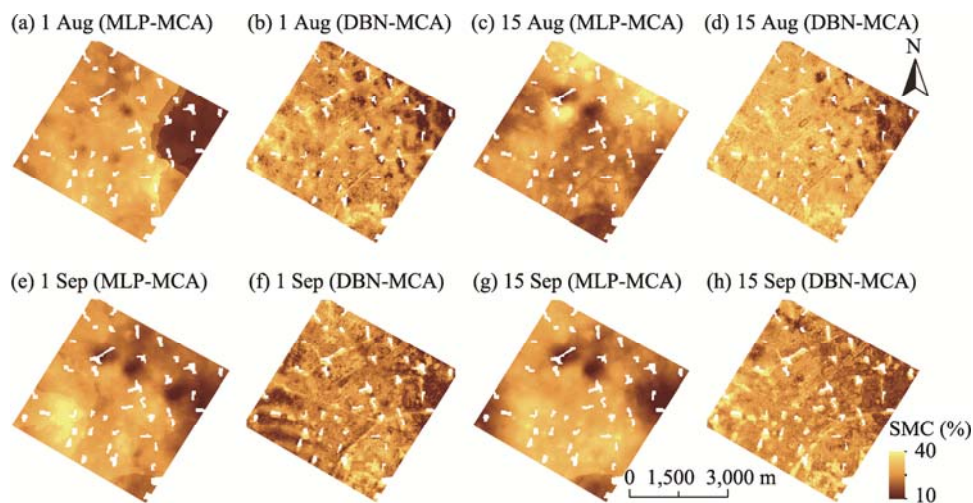 (a) 1 Aug (MLP-MCA)
(b) 1 Aug (DBN-MCA)
(c) 15 Aug (MLP-MCA)
(d) 15 Aug (DBN-MCA)
N
(e) 1 Sep (MLP-MCA)
(f) 1 Sep (DBN-MCA)
(g) 15 Sep (MLP-MCA)
(h) 15 Sep (DBN-MCA)
SMC (%)
40
10
0 1,500 3,000 m